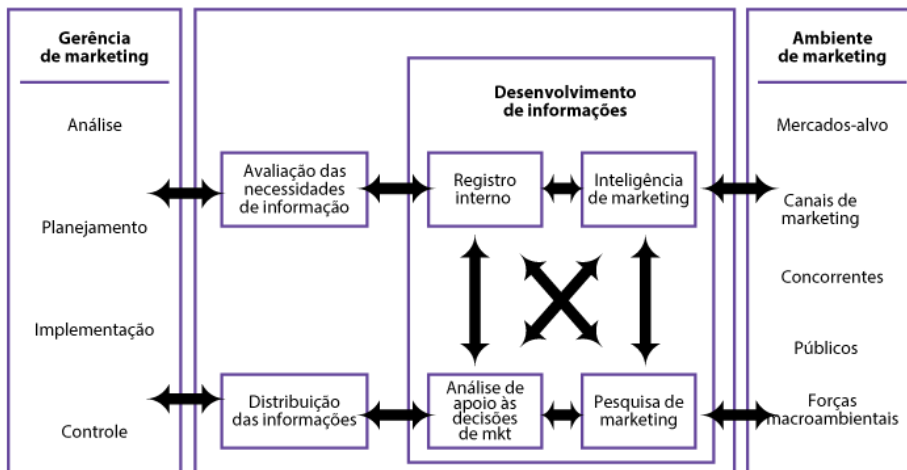 Gerência
de marketing
Análise
Planejamento
Implementação
Controle
Avaliação das
necessidades
de informação
Distribuição
das informações
Desenvolvimento
de informações
Registro
interno
Inteligência
de marketing
Análise de
apoio às
decisões
de mkt
Pesquisa de
marketing
Ambiente
de marketing
Mercados-alvo
Canais de
marketing
Concorrentes
Públicos
Forças
macroambientais